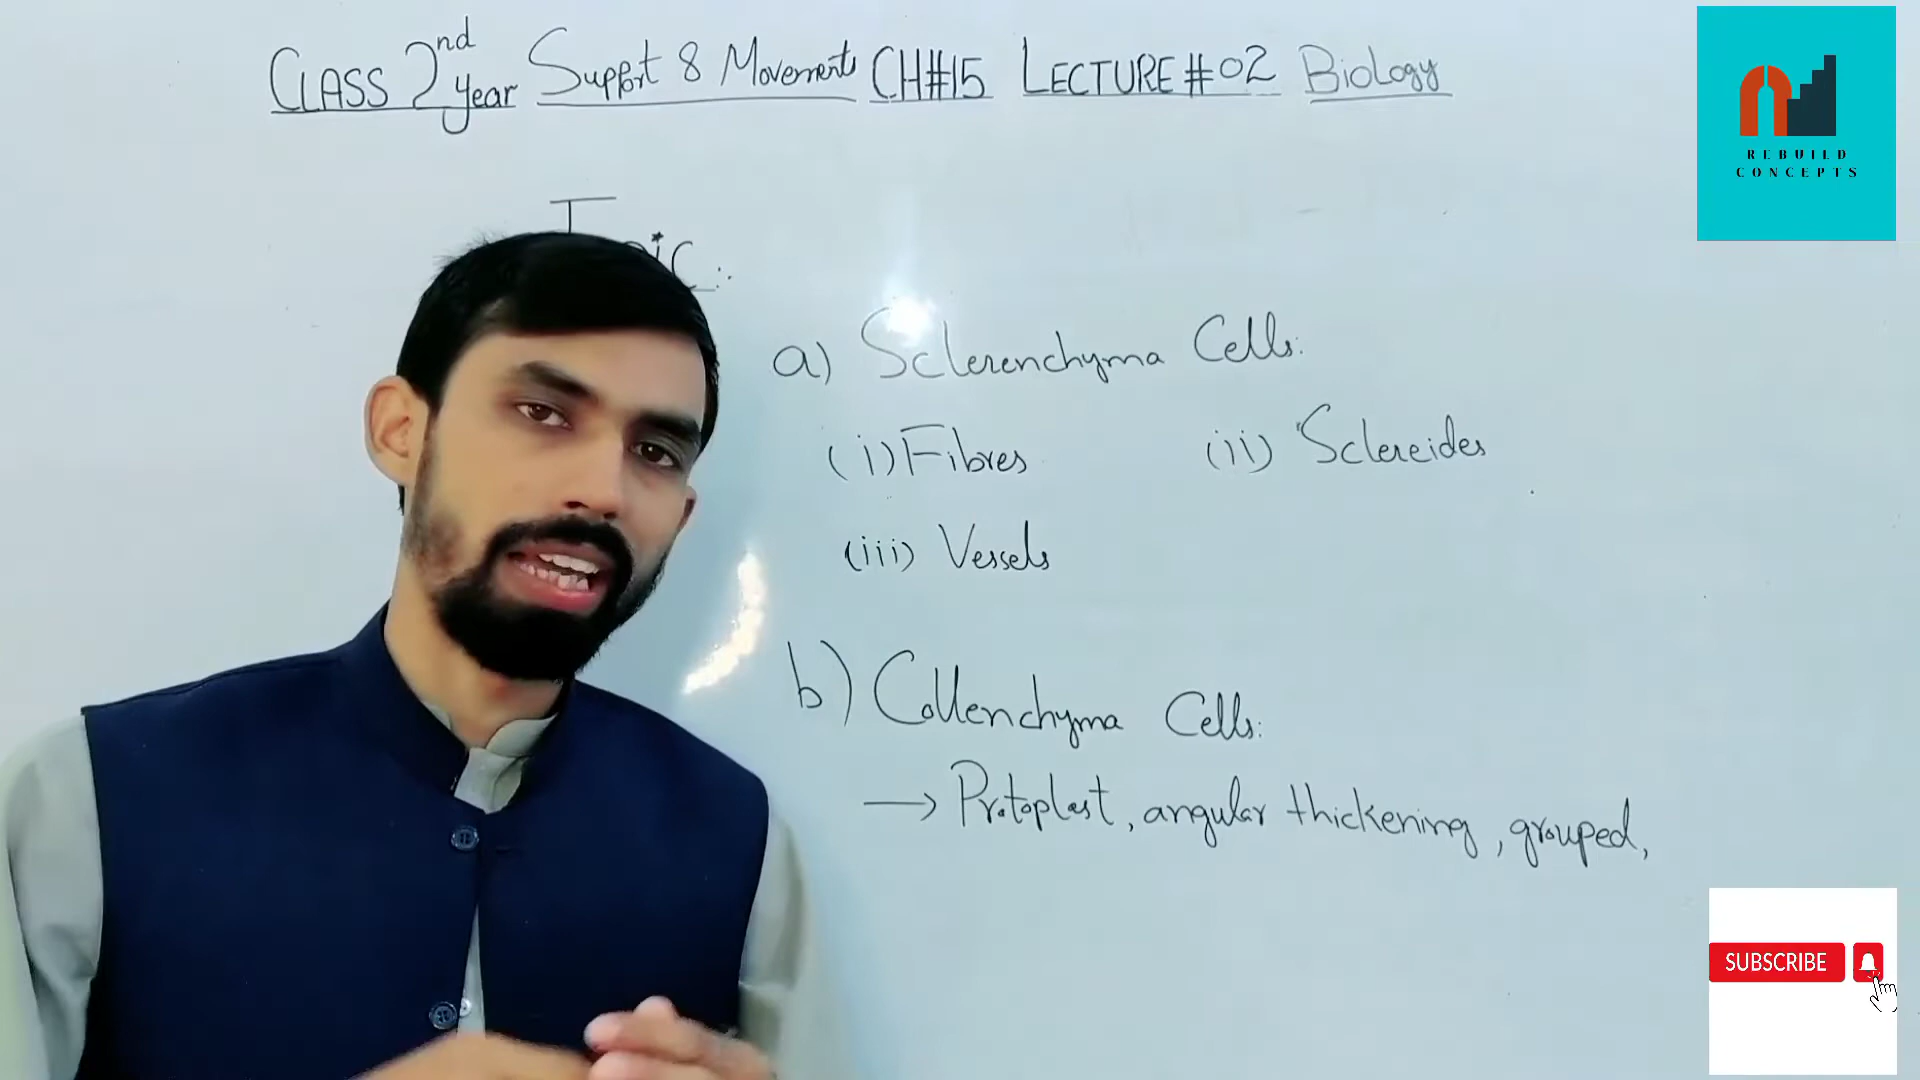 CLASS 2nd year Support & Movements CH#15 LECTURE #02 Biology
REBUILD
CONCEPTS
a) Sclerenchyma Cells:
(i) Fibres (ii) Sclereides
(iii) Vessels
b) Collenchyma Cells:
→ Protoplast, angular thickening, grouped,
SUBSCRIBE